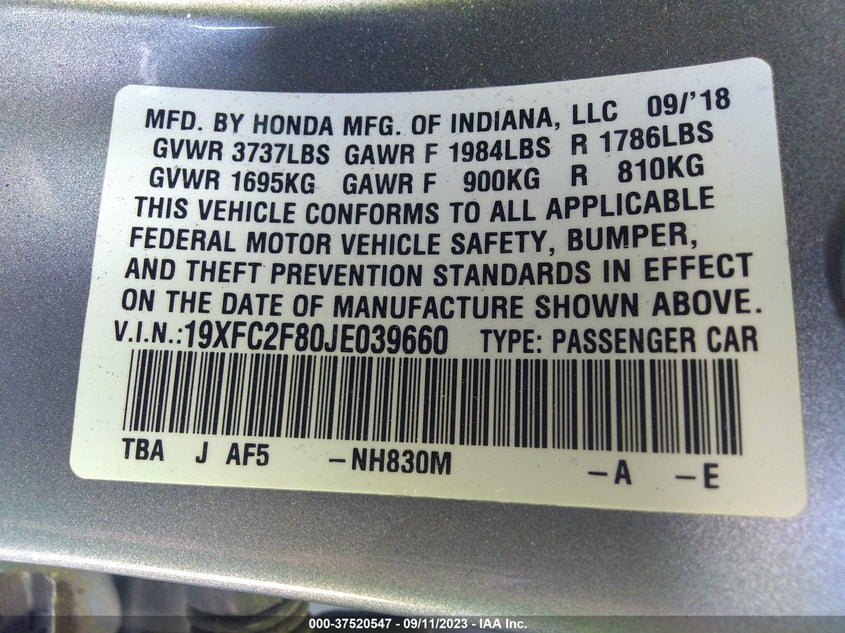 MFD. BY HONDA MFG. OF INDIANA, LLC 09/'18
GVWR 3737LBS GAWR F 1984LBS R 1786LBS
GVWR 1695KG GAWR F 900KG R 810KG
THIS VEHICLE CONFORMS TO ALL APPLICABLE
FEDERAL MOTOR VEHICLE SAFETY, BUMPER,
AND THEFT PREVENTION STANDARDS IN EFFECT
ON THE DATE OF MANUFACTURE SHOWN ABOVE.
V.I.N.:19XFC2F80JE039660 TYPE: PASSENGER CAR
TBA J AF5 -NH830M -A -E
000-37520547 - 09/11/2023 - IAA Inc.